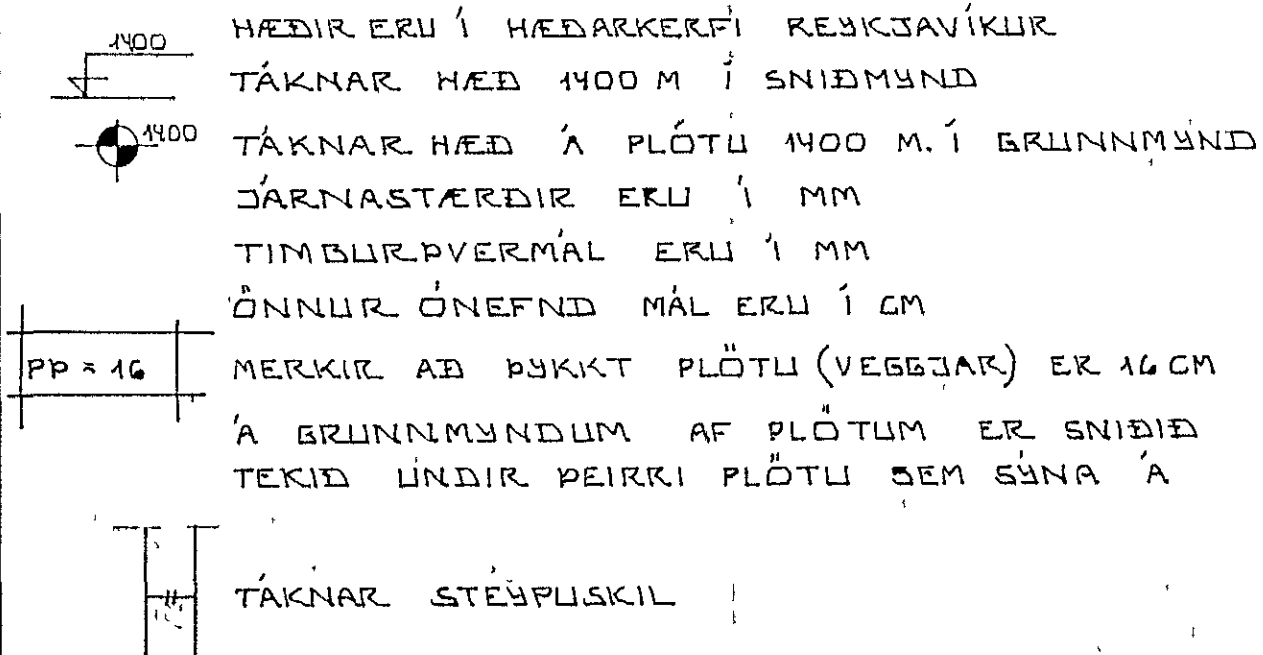 HÆÐIR ERU Í HÆÐARKERFI REYKJAVÍKUR
1400 TÁKNAR HÆÐ 1400 M Í SNIÐMYND
1400 TÁKNAR HÆÐ Á PLÖTU 1400 M. Í GRUNNMYND
JÁRNASTÆRÐIR ERU Í MM
TIMBURÞVERMÁL ERU Í MM
ÖNNUR ÓNEFND MÁL ERU Í CM
ÞP = 16 MERKIR AÐ ÞYKKT PLÖTU (VEGGJAR) ER 16 CM
Á GRUNNMYNDUM AF PLÖTUM ER SNIÐIÐ
TEKIÐ UNDIR ÞEIRRI PLÖTU SEM SÝNA Á
TÁKNAR STEYPUSKIL